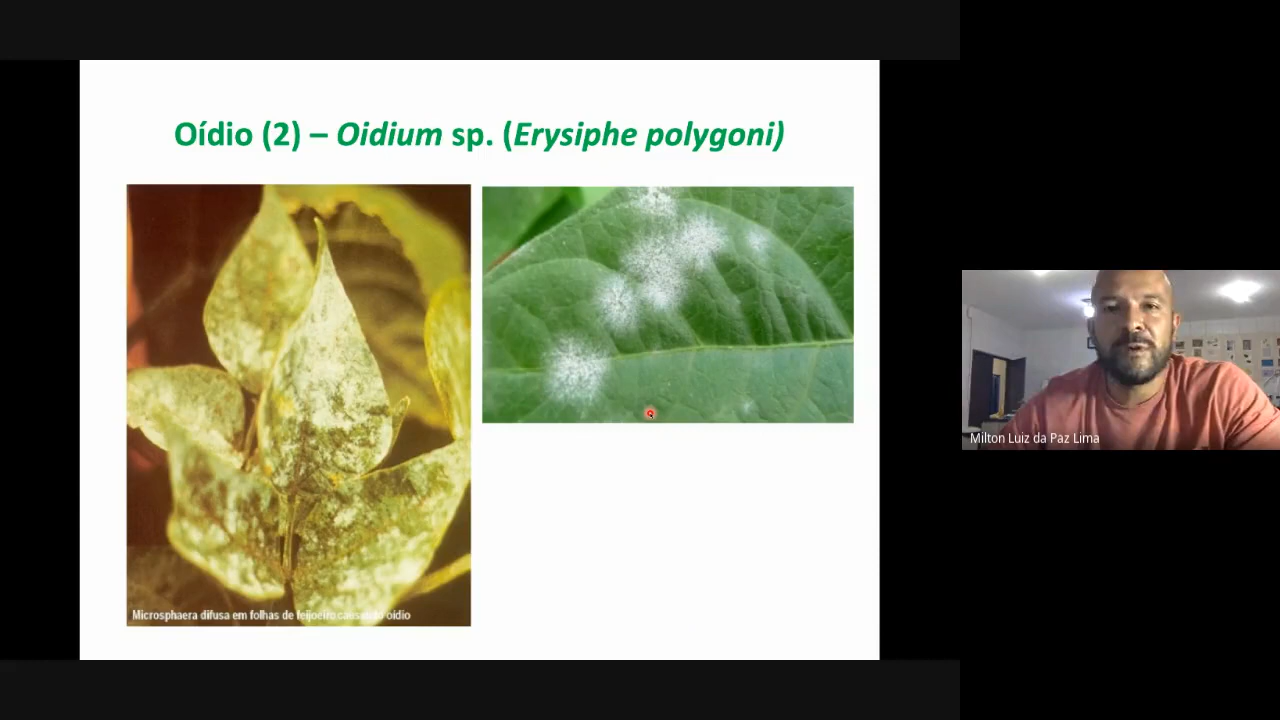 Oídio (2) – Oidium sp. (Erysiphe polygoni)
Microsphaera difusa em folhas de feijoeiro causando oídio
Milton Luiz da Paz Lima